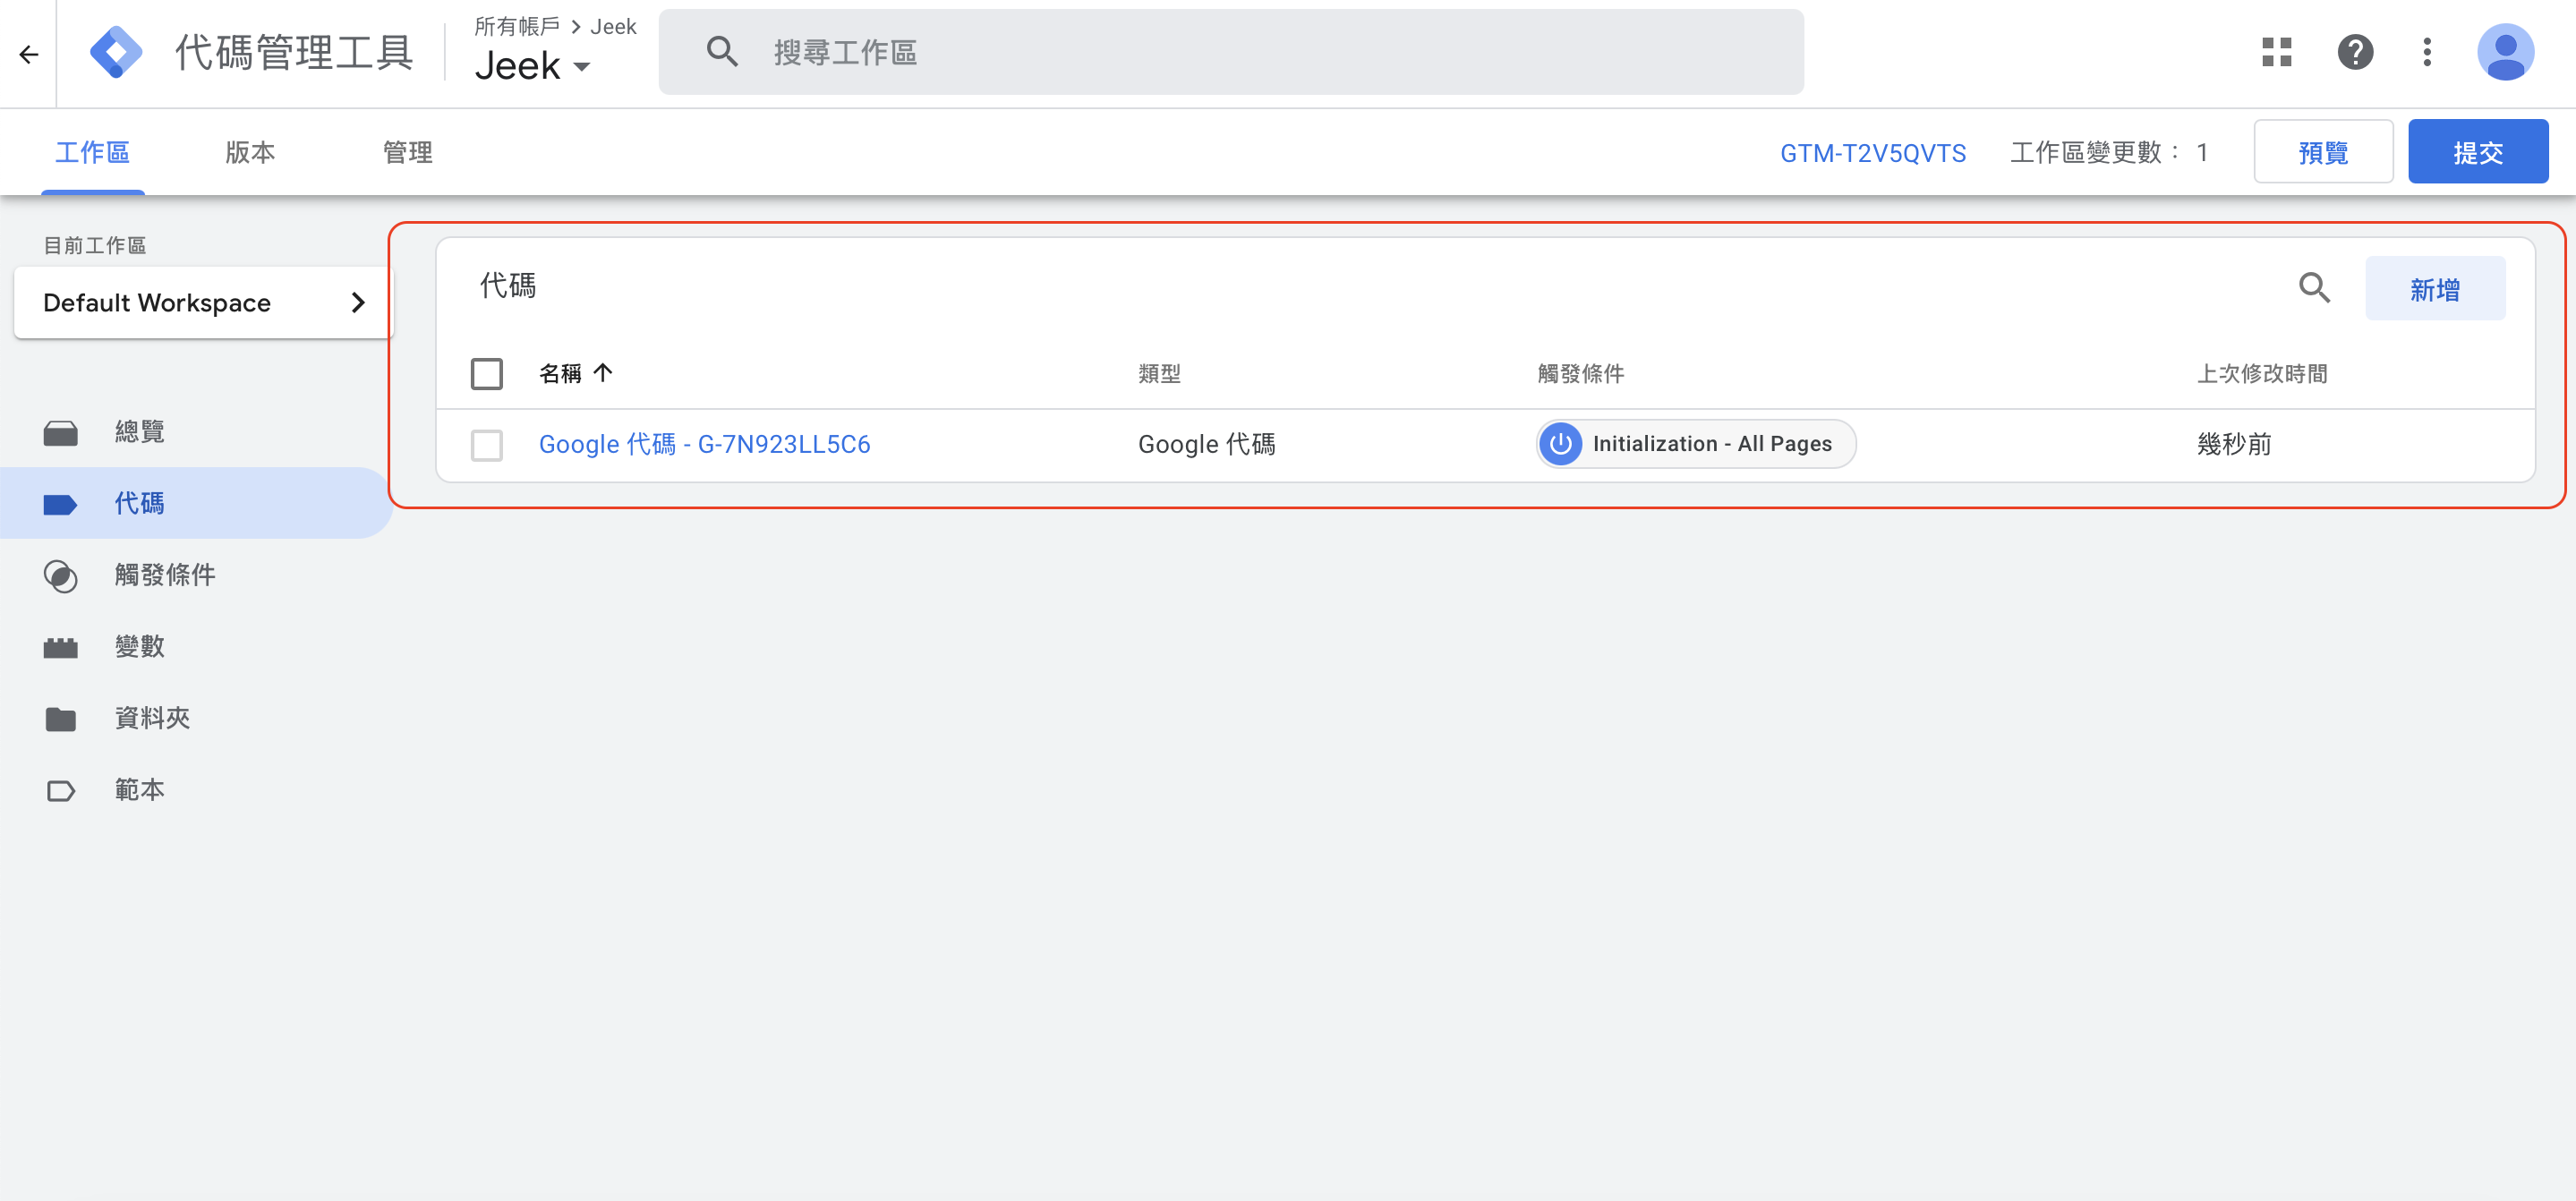 代碼管理工具
所有帳戶 > Jeek
Jeek
搜尋工作區
工作區
版本
管理
GTM-T2V5QVTS
工作區變更數： 1
預覽
提交
目前工作區
Default Workspace
總覽
代碼
觸發條件
變數
資料夾
範本
代碼
新增
名稱
類型
觸發條件
上次修改時間
Google 代碼 - G-7N923LL5C6
Google 代碼
Initialization - All Pages
幾秒前